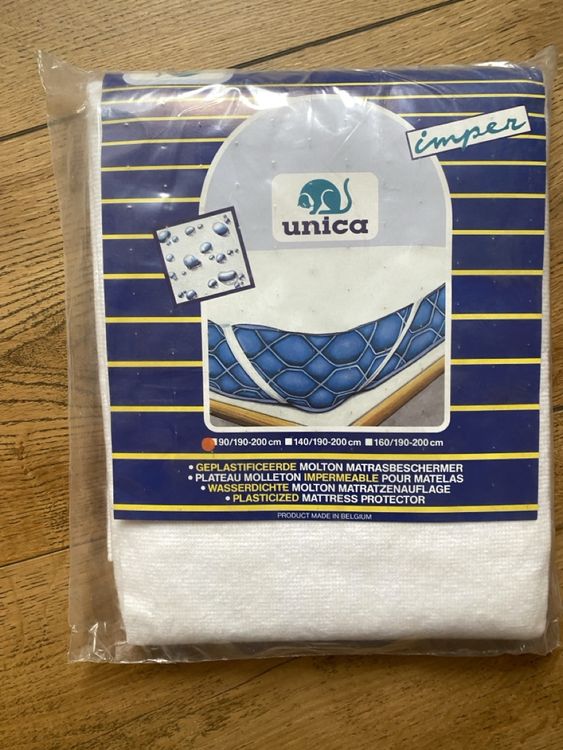 imper
unica
90/190-200 cm 140/190-200 cm 160/190-200 cm
• GEPLASTIFICEERDE MOLTON MATRASBESCHERMER
• PLATEAU MOLLETON IMPERMEABLE POUR MATELAS
• WASSERDICHTE MOLTON MATRATZENAUFLAGE
• PLASTICIZED MATTRESS PROTECTOR
PRODUCT MADE IN BELGIUM